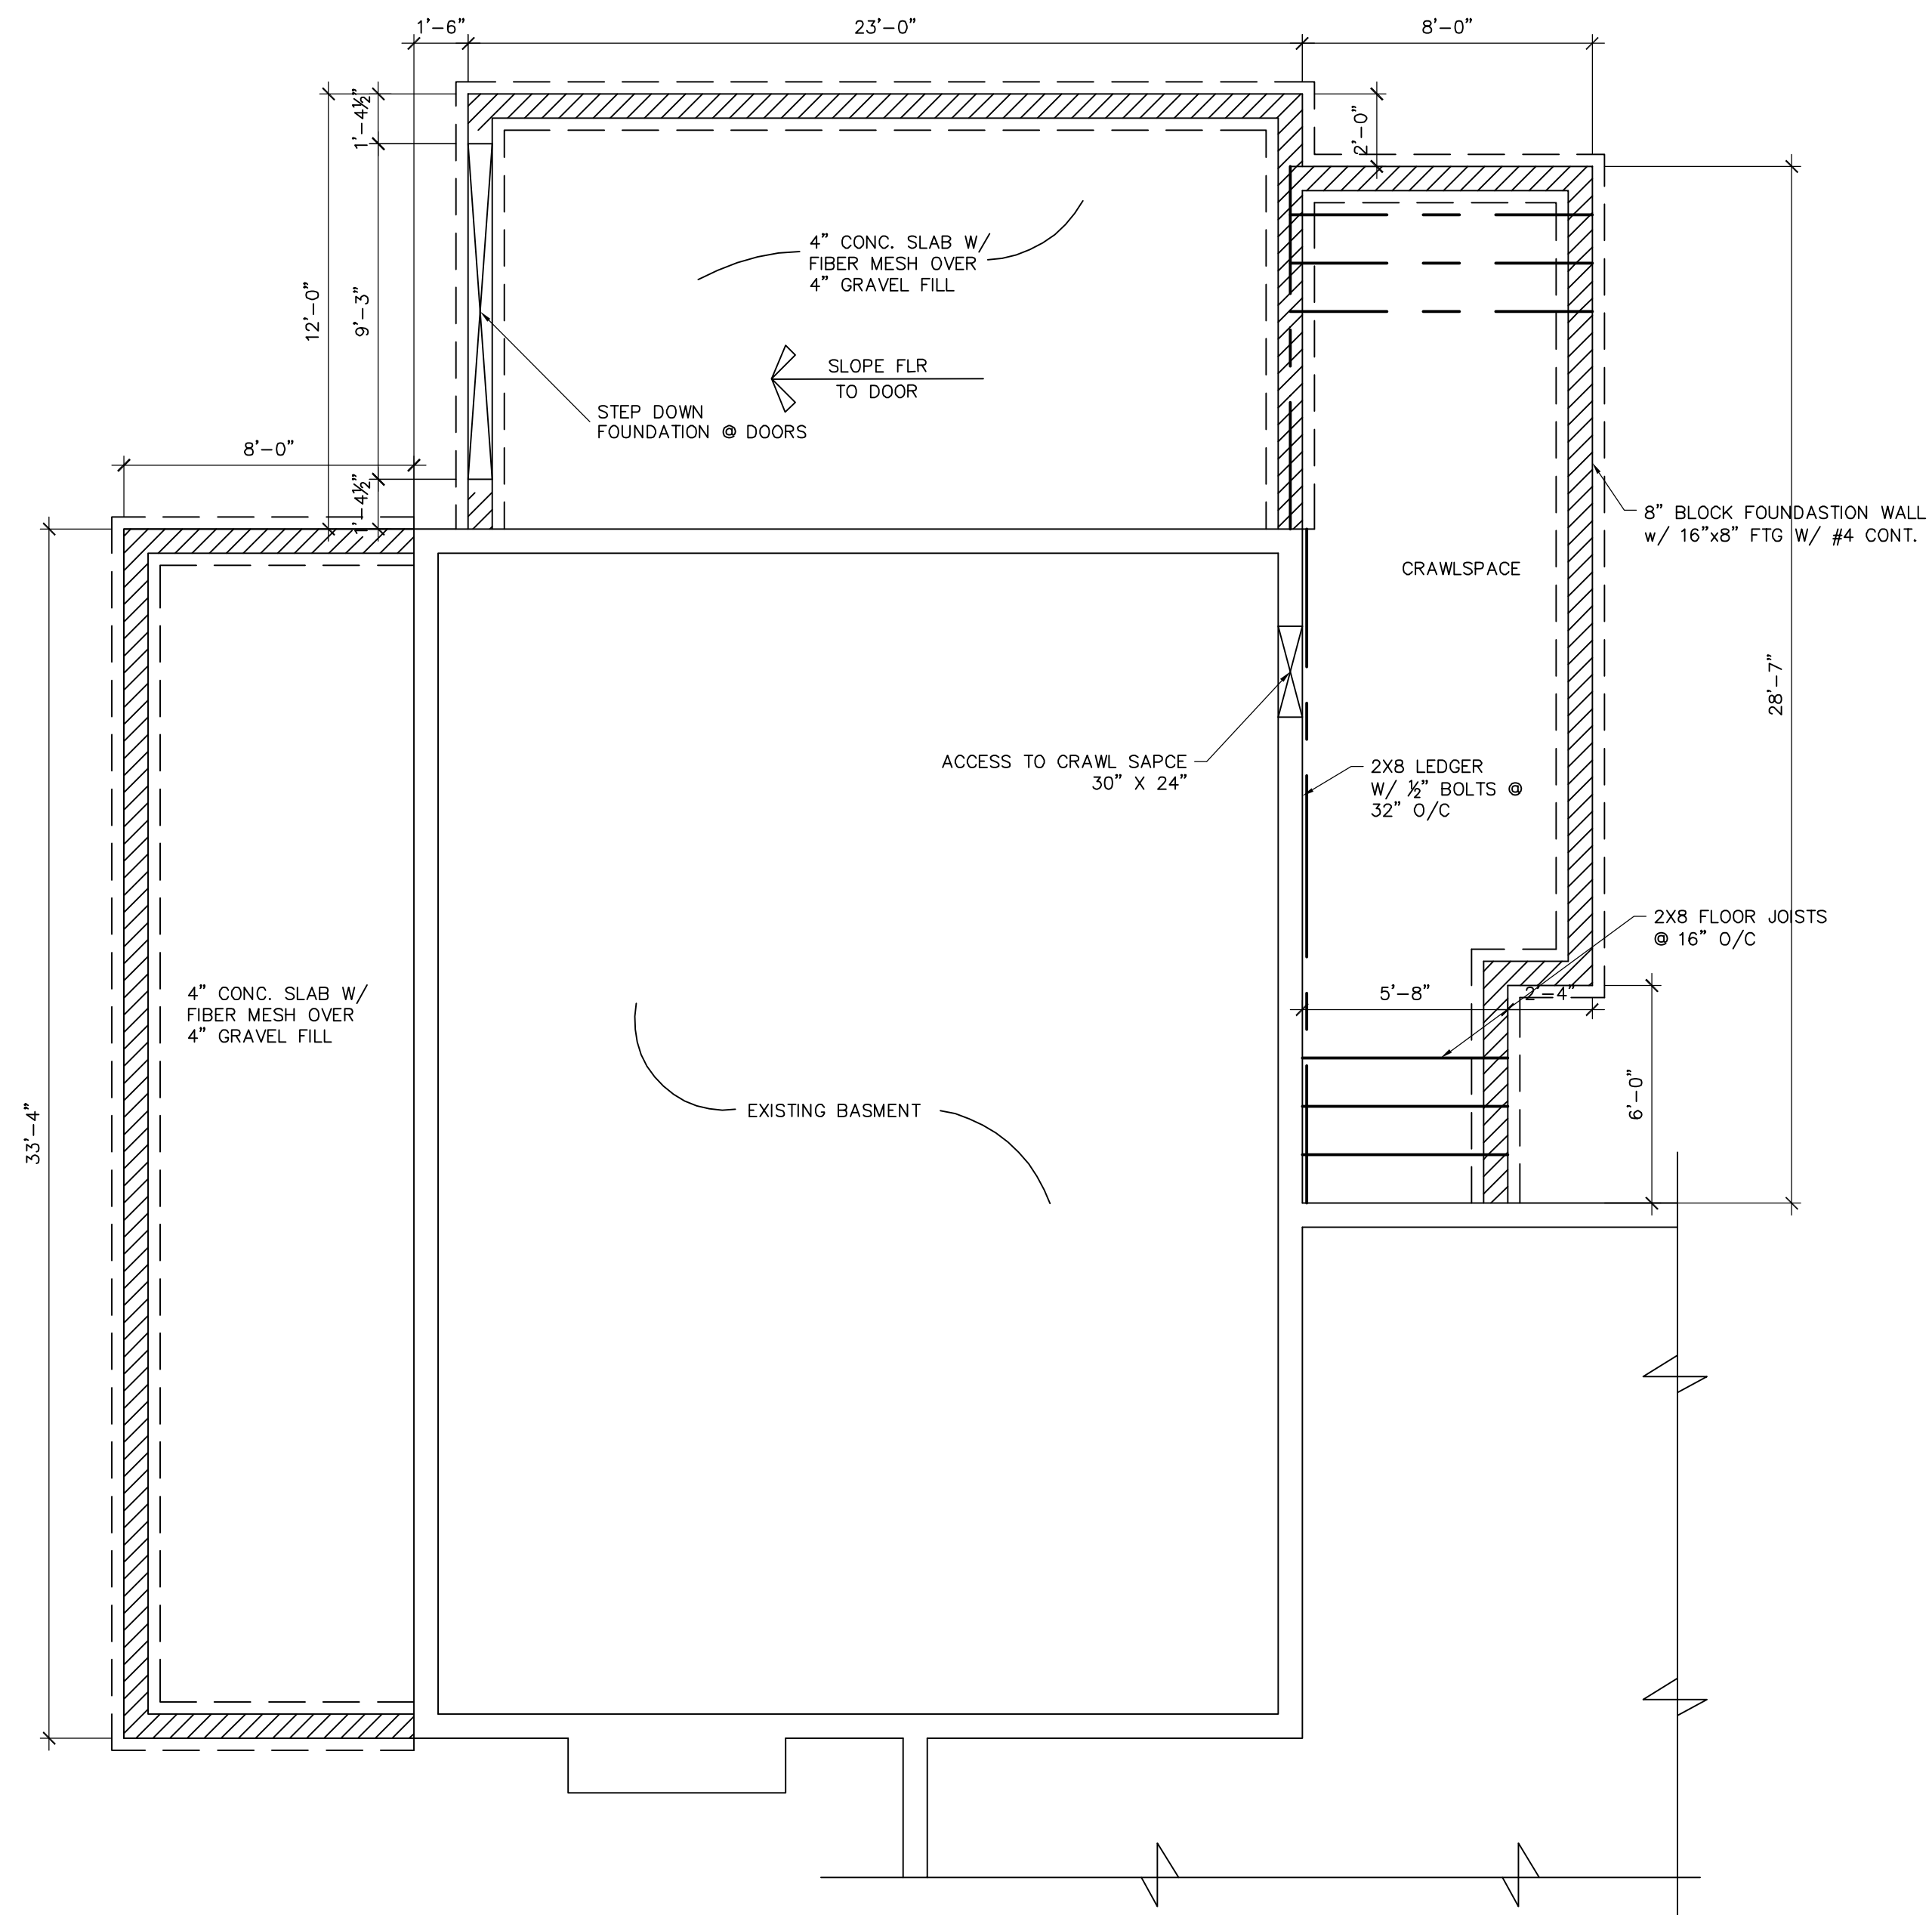 1'-6"
23'-0"
8'-0"
1'-4½"
2'-0"
12'-0"
9'-3"
4" CONC. SLAB W/
FIBER MESH OVER
4" GRAVEL FILL
SLOPE FLR
TO DOOR
STEP DOWN
FOUNDATION @ DOORS
8'-0"
1'-4½"
8" BLOCK FOUNDASTION WALL
w/ 16"x8" FTG W/ #4 CONT.
CRAWLSPACE
28'-7"
ACCESS TO CRAWL SAPCE
30" X 24"
2X8 LEDGER
W/ ½" BOLTS @
32" O/C
2X8 FLOOR JOISTS
@ 16" O/C
4" CONC. SLAB W/
FIBER MESH OVER
4" GRAVEL FILL
5'-8"
2'-4"
33'-4"
EXISTING BASMENT
6'-0"